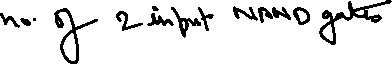 no. of 2 input NAND gates